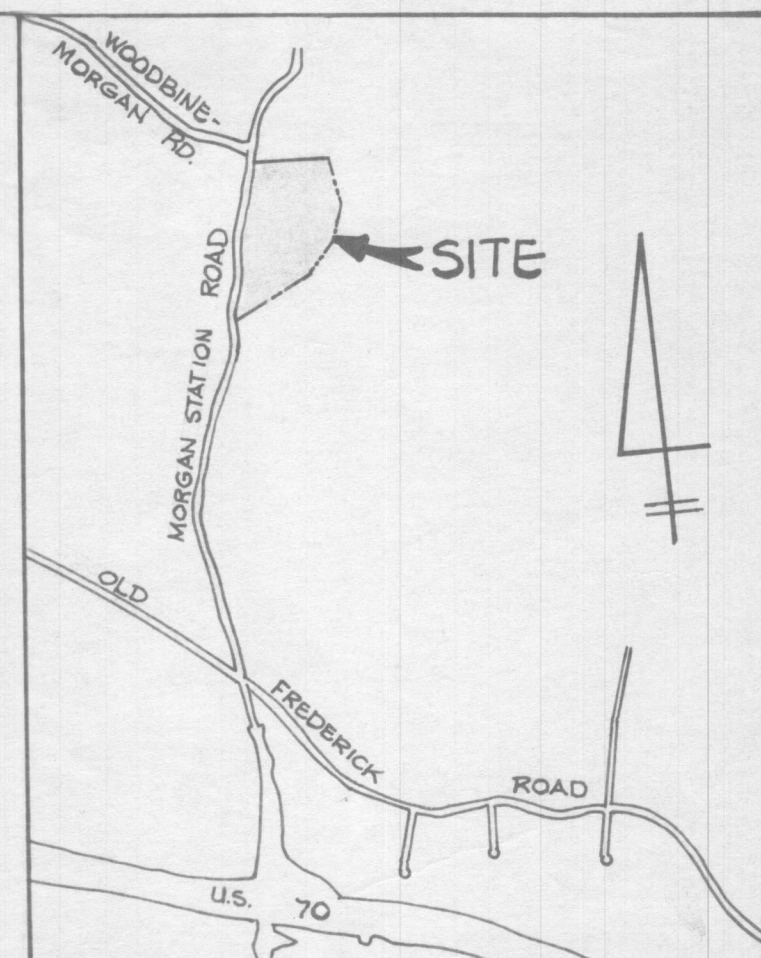 WOODBINE-
MORGAN RD.
SITE
MORGAN STATION ROAD
OLD FREDERICK ROAD
U.S. 70